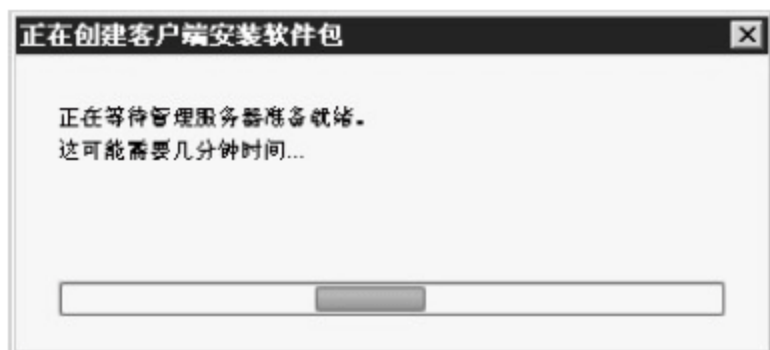 正在创建客户端安装软件包
正在等待管理服务器准备就绪。
这可能需要几分钟时间...